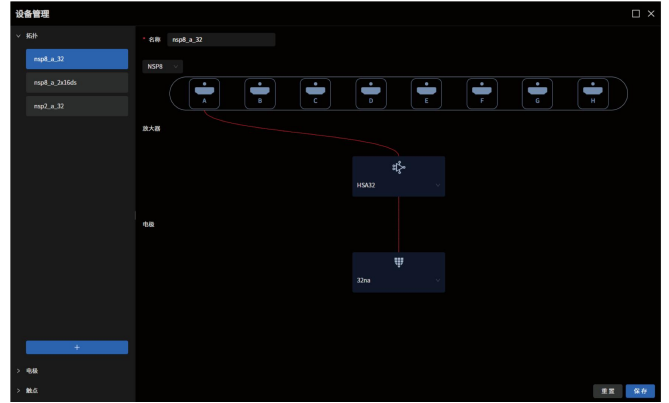 设备管理
拓扑
nsp8_a_32
nsp8_a_2x16ds
nsp2_a_32
+
电极
触点
* 名称 nsp8_a_32
NSP8
A B C D E F G H
放大器
HSA32
电极
32na
重置 保存